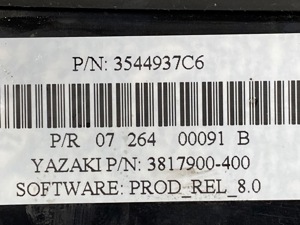 P/N: 3544937C6
P/R 07 264 00091 B
YAZAKI P/N: 3817900-400
SOFTWARE: PROD_REL_8.0